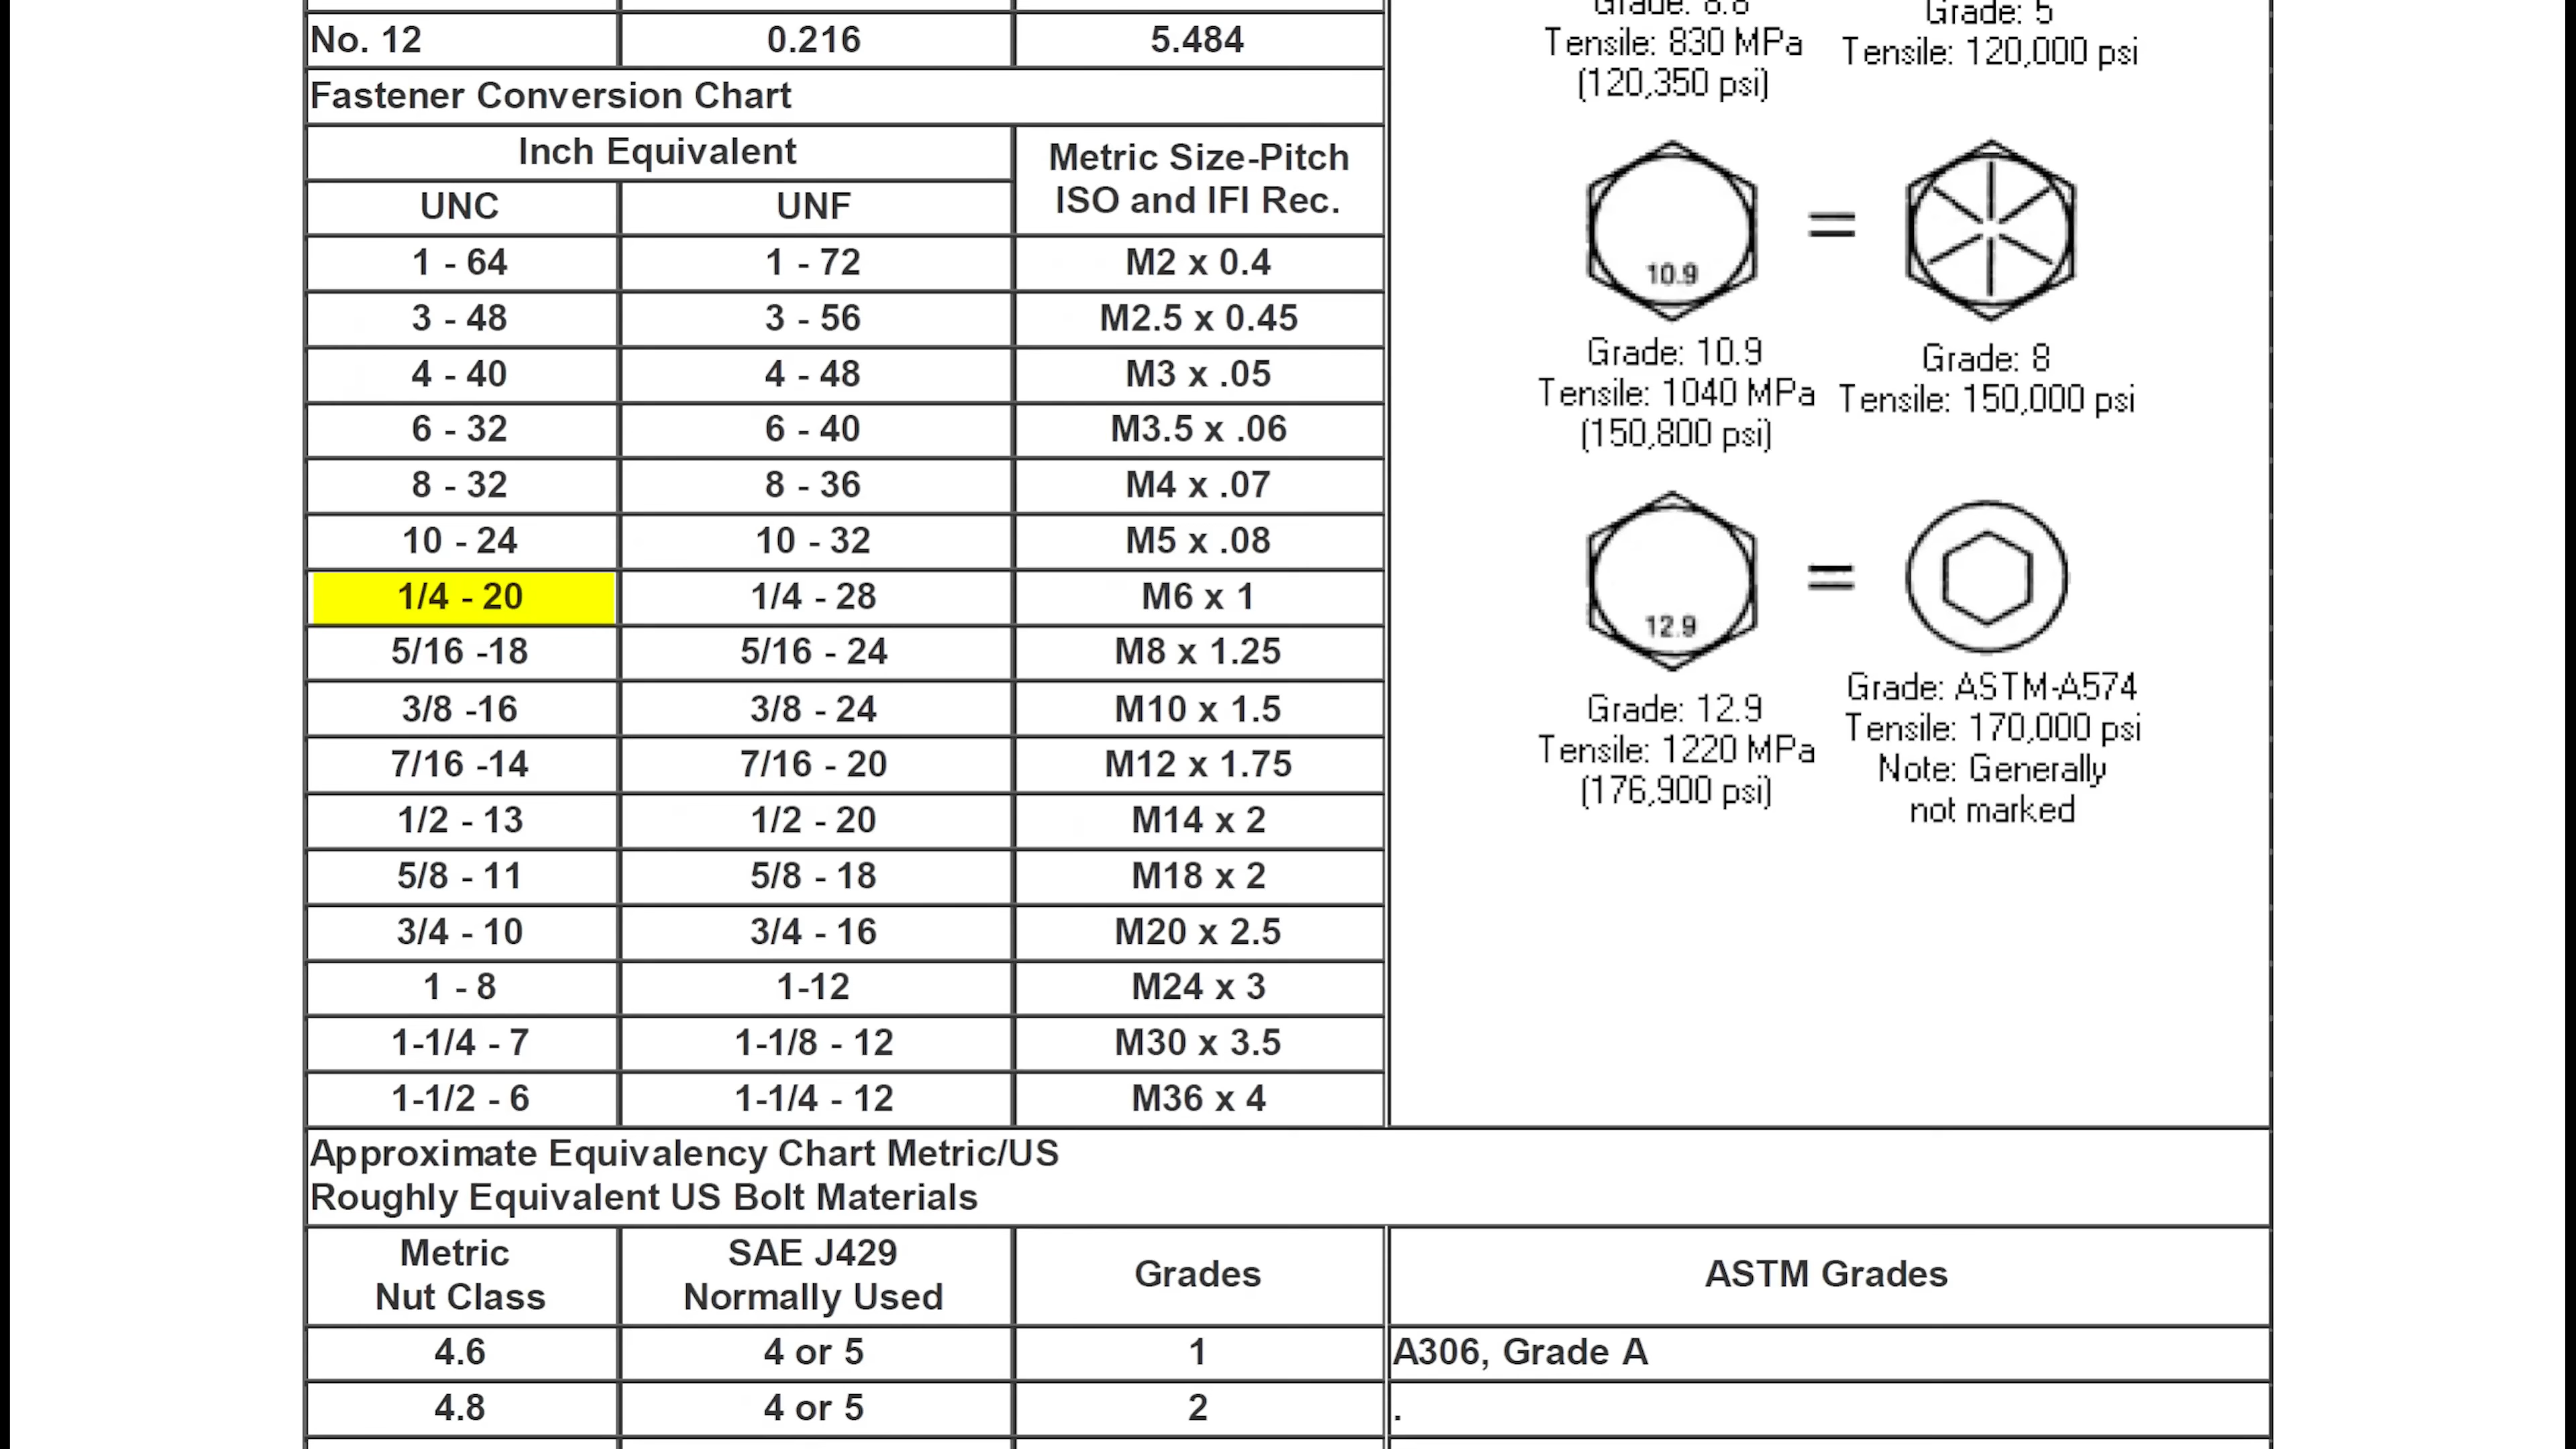 No. 12 0.216 5.484
Fastener Conversion Chart
Inch Equivalent
Metric Size-Pitch
ISO and IFI Rec.
UNC UNF
1 - 64 1 - 72 M2 x 0.4
3 - 48 3 - 56 M2.5 x 0.45
4 - 40 4 - 48 M3 x .05
6 - 32 6 - 40 M3.5 x .06
8 - 32 8 - 36 M4 x .07
10 - 24 10 - 32 M5 x .08
1/4 - 20 1/4 - 28 M6 x 1
5/16 -18 5/16 - 24 M8 x 1.25
3/8 -16 3/8 - 24 M10 x 1.5
7/16 -14 7/16 - 20 M12 x 1.75
1/2 - 13 1/2 - 20 M14 x 2
5/8 - 11 5/8 - 18 M18 x 2
3/4 - 10 3/4 - 16 M20 x 2.5
1 - 8 1-12 M24 x 3
1-1/4 - 7 1-1/8 - 12 M30 x 3.5
1-1/2 - 6 1-1/4 - 12 M36 x 4
Grade: 8.8
Tensile: 830 MPa
(120,350 psi)
Grade: 5
Tensile: 120,000 psi
10.9
=
Grade: 10.9
Tensile: 1040 MPa
(150,800 psi)
Grade: 8
Tensile: 150,000 psi
12.9
=
Grade: 12.9
Tensile: 1220 MPa
(176,900 psi)
Grade: ASTM-A574
Tensile: 170,000 psi
Note: Generally
not marked
Approximate Equivalency Chart Metric/US
Roughly Equivalent US Bolt Materials
Metric
Nut Class
SAE J429
Normally Used
Grades
ASTM Grades
4.6 4 or 5 1 A306, Grade A
4.8 4 or 5 2 .